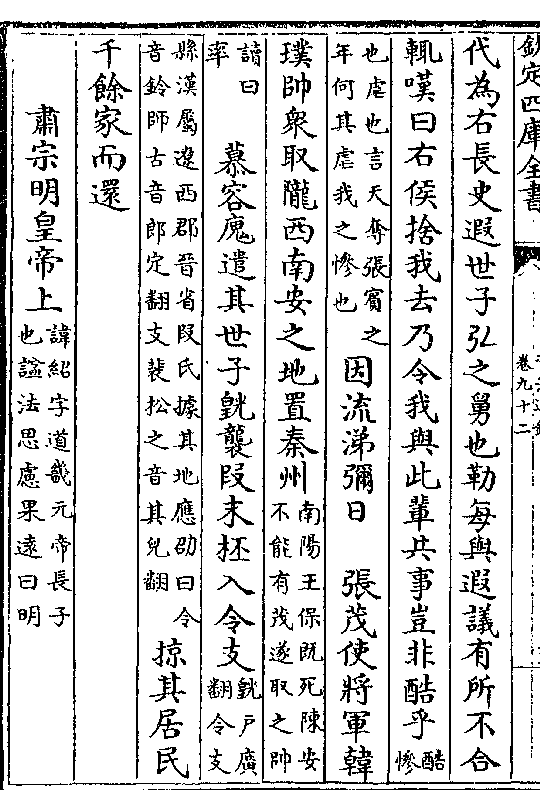 欽定四庫全書
卷九十二
代為右長史遐世子弘之舅也勒每與遐議有所不合
輒嘆曰右侯捨我去乃令我與此輩共事豈非酷乎酷慘
也虐也言天奪張賓之年何其虐我之慘也因流涕彌日　張茂使將軍韓
璞帥衆取隴西南安之地置秦州南陽王保既死陳安不能有茂遂取之帥
讀曰率　慕容廆遣其世子皝襲段末柸入令支皝戸廣翻令支
縣漢屬遼西郡晉省段氏據其地應劭曰令音鈴師古音郎定翻支裴松之音其兒翻掠其居民
千餘家而還
肅宗明皇帝上諱紹字道畿元帝長子也諡法思慮果遠曰明